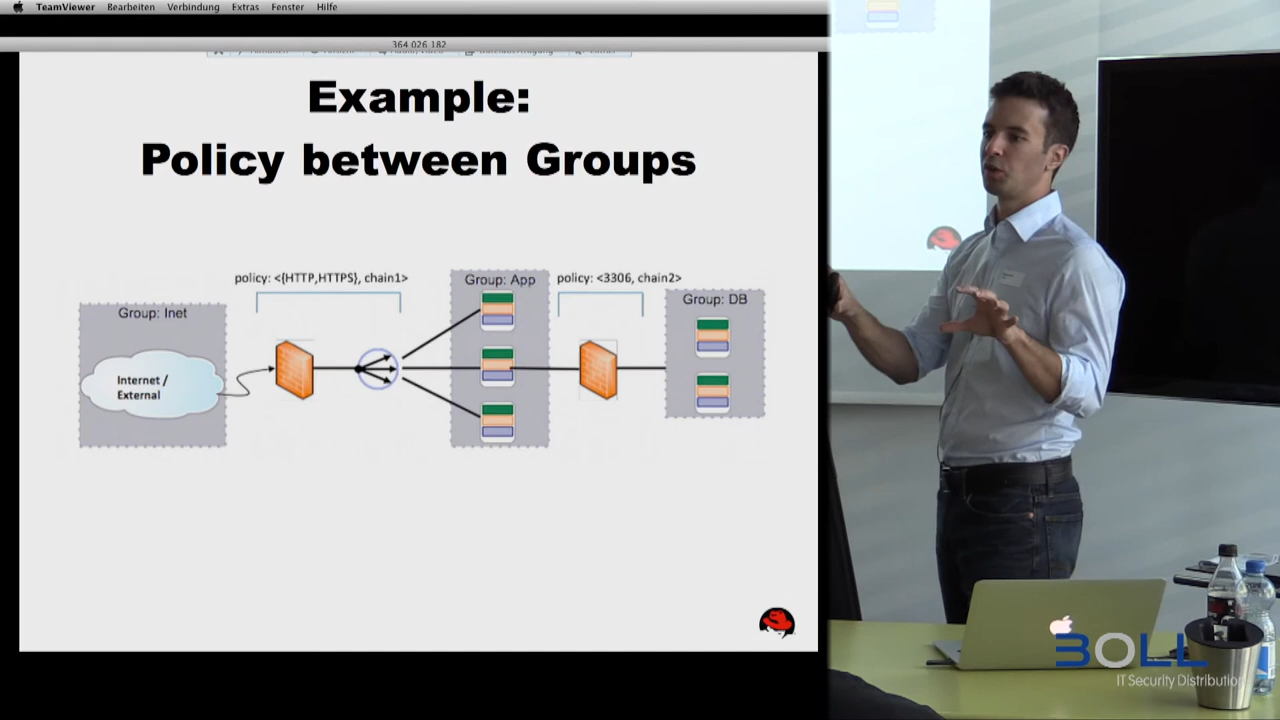 TeamViewer Bearbeiten Verbindung Extras Fenster Hilfe
364 026 182
Example:
Policy between Groups
policy: <{HTTP,HTTPS}, chain1>
Group: App
policy: <3306, chain2>
Group: Inet
Group: DB
Internet /
External
BOLL
IT Security Distribution